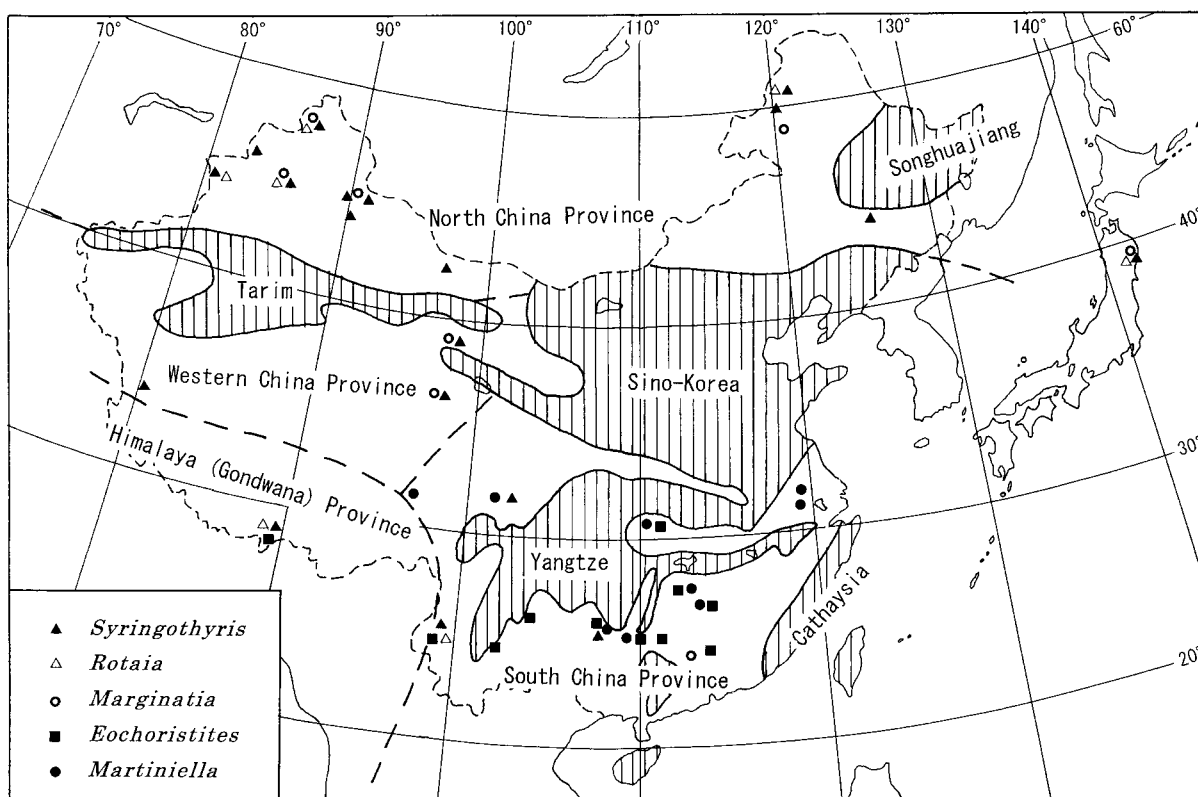 70°
80°
90°
100°
110°
120°
130°
140°
60°
Songhuajiang
North China Province
40°
Tarim
Western China Province
Sino-Korea
Himalaya (Gondwana) Province
30°
Yangtze
Cathaysia
South China Province
20°
Syringothyris
Rotaia
Marginatia
Eochoristites
Martiniella